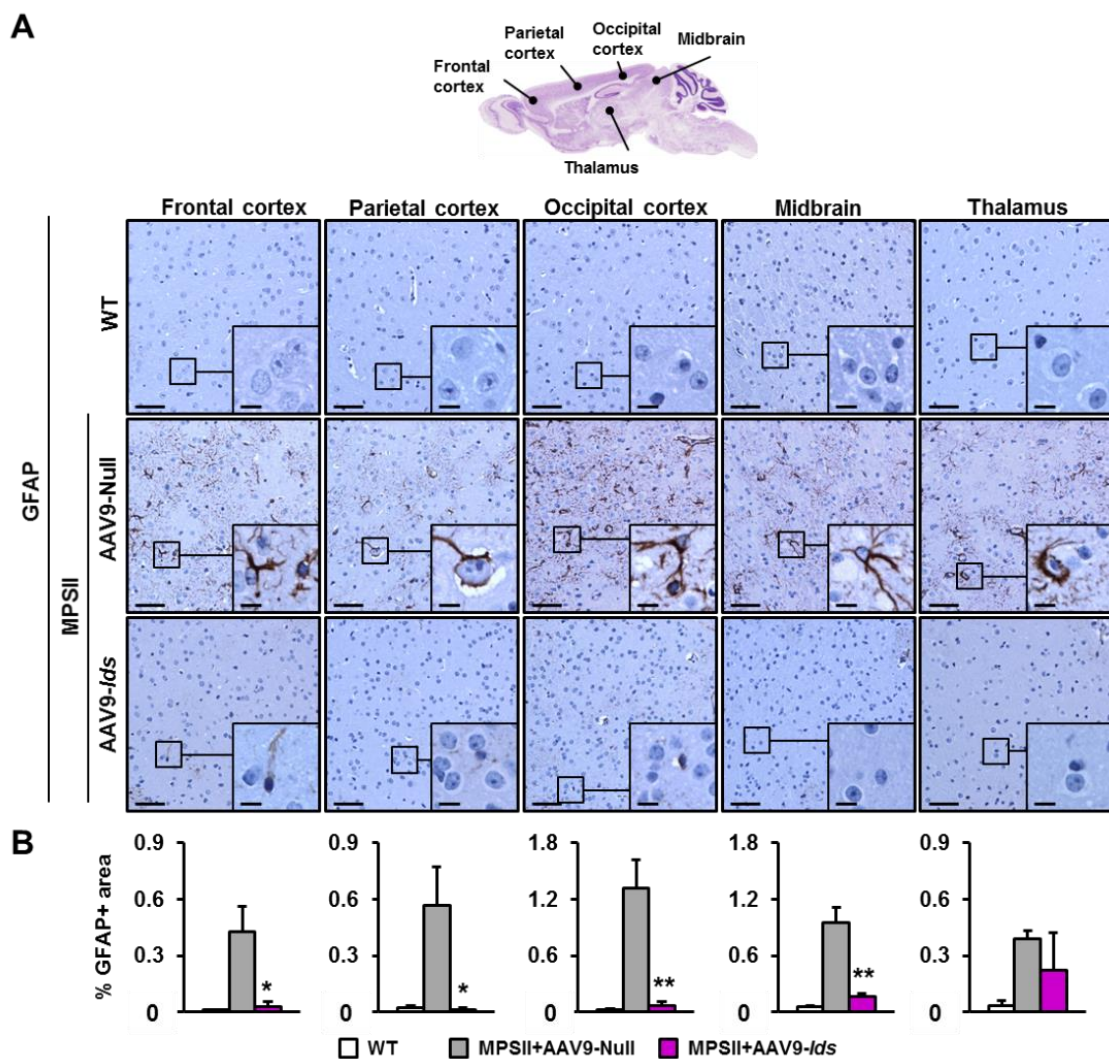 A
Frontal
cortex
Parietal
cortex
Occipital
cortex
Midbrain
Thalamus
Frontal cortex
Parietal cortex
Occipital cortex
Midbrain
Thalamus
GFAP
WT
MPSII
AAV9-Null
AAV9-Ids
B
% GFAP+ area
0.9
0.6
0.3
0
*
0.9
0.6
0.3
0
*
1.8
1.2
0.6
0
**
1.8
1.2
0.6
0
**
0.9
0.6
0.3
0
WT
MPSII+AAV9-Null
MPSII+AAV9-Ids